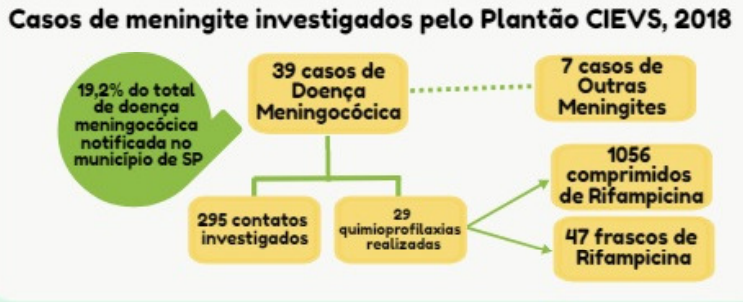 Casos de meningite investigados pelo Plantão CIEVS, 2018
19,2% do total
de doença
meningocócica
notificada no
município de SP
39 casos de
Doença
Meningocócica
7 casos de
Outras
Meningites
295 contatos
investigados
29
quimioprofilaxias
realizadas
1056
comprimidos
de Rifampicina
47 frascos de
Rifampicina